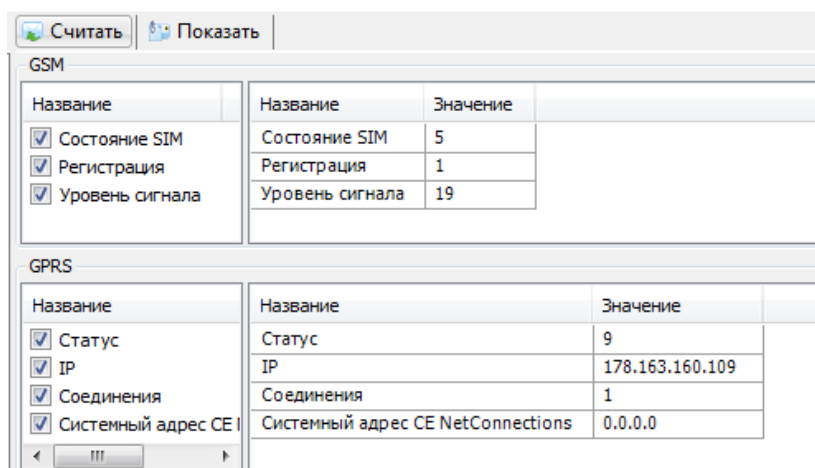 Считать Показать
GSM
Название Название Значение
Состояние SIM Состояние SIM 5
Регистрация Регистрация 1
Уровень сигнала Уровень сигнала 19
GPRS
Название Название Значение
Статус Статус 9
IP IP 178.163.160.109
Соединения Соединения 1
Системный адрес CE Системный адрес CE NetConnections 0.0.0.0